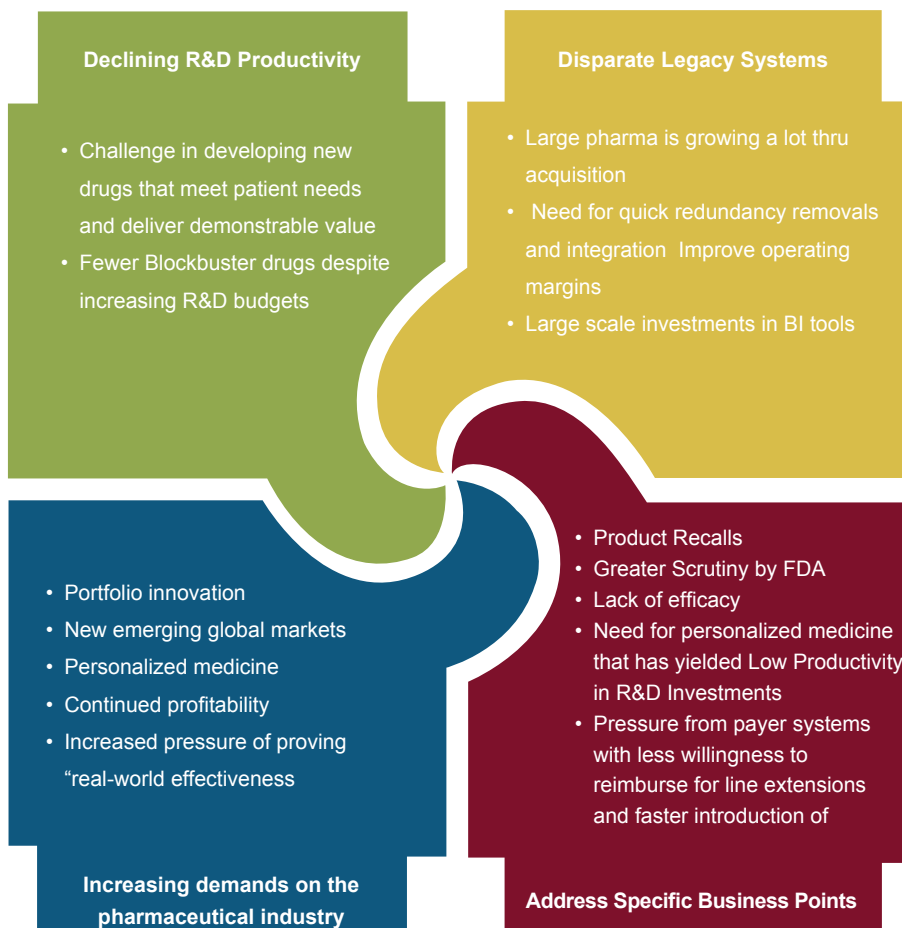 Declining R&D Productivity
• Challenge in developing new
drugs that meet patient needs
and deliver demonstrable value
• Fewer Blockbuster drugs despite
increasing R&D budgets
Disparate Legacy Systems
• Large pharma is growing a lot thru
acquisition
• Need for quick redundancy removals
and integration  Improve operating
margins
• Large scale investments in BI tools
• Portfolio innovation
• New emerging global markets
• Personalized medicine
• Continued profitability
• Increased pressure of proving
“real-world effectiveness
Increasing demands on the
pharmaceutical industry
• Product Recalls
• Greater Scrutiny by FDA
• Lack of efficacy
• Need for personalized medicine
that has yielded Low Productivity
in R&D Investments
• Pressure from payer systems
with less willingness to
reimburse for line extensions
and faster introduction of
Address Specific Business Points